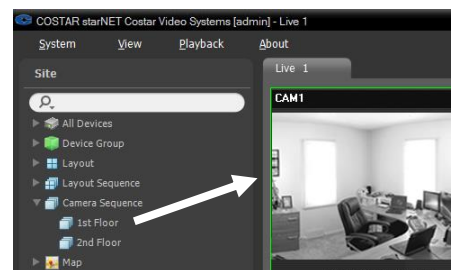 COSTAR starNET Costar Video Systems [admin] - Live 1
System View Playback About
Site
Live 1
CAM1
All Devices
Device Group
Layout
Layout Sequence
Camera Sequence
1st Floor
2nd Floor
Map